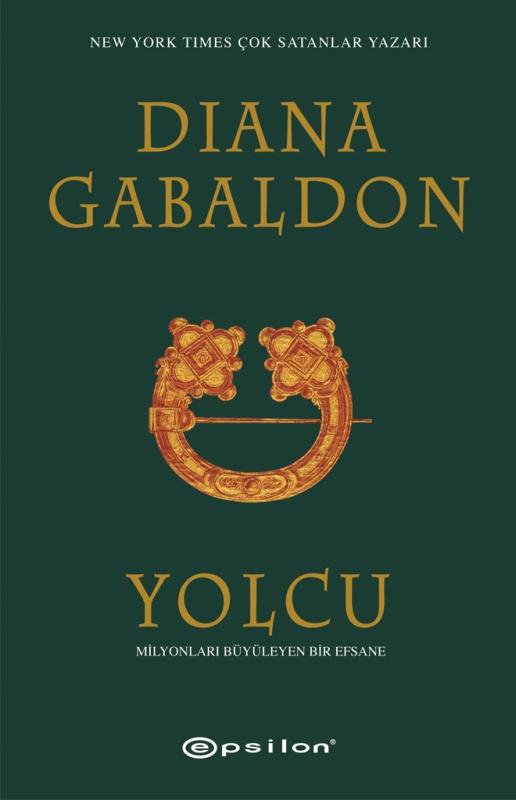 NEW YORK TIMES ÇOK SATANLAR YAZARI
DIANA
GABALDON
YOLCU
MİLYONLARI BÜYÜLEYEN BİR EFSANE
epsilon®